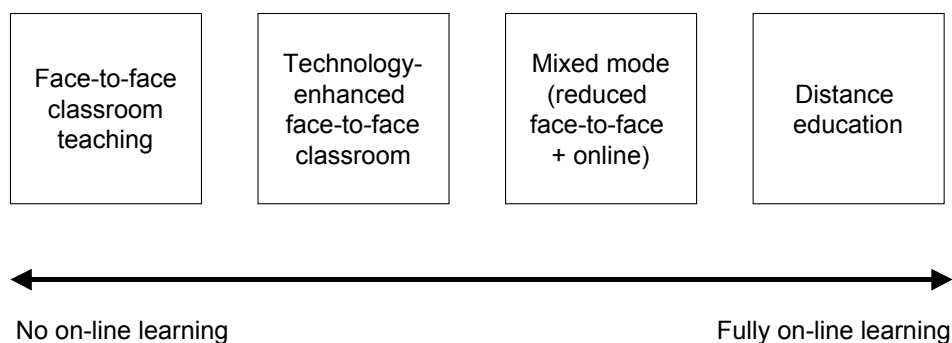 Face-to-face
classroom
teaching
Technology-
enhanced
face-to-face
classroom
Mixed mode
(reduced
face-to-face
+ online)
Distance
education
No on-line learning
Fully on-line learning